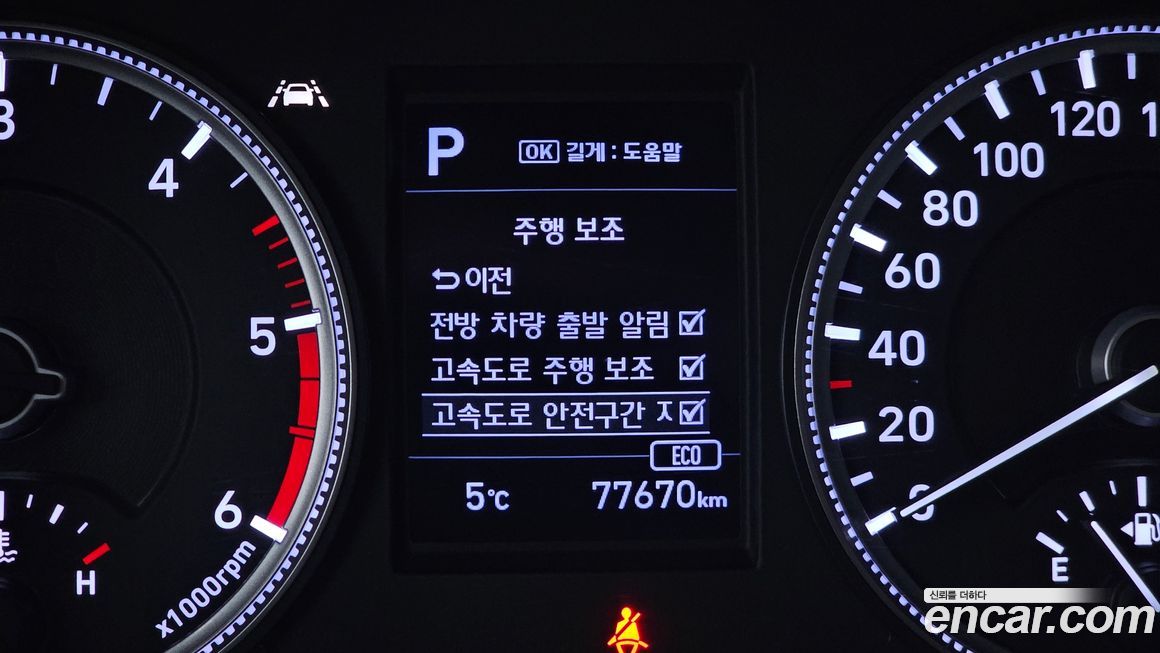 P
OK 길게 : 도움말
주행 보조
이전
전방 차량 출발 알림
고속도로 주행 보조
고속도로 안전구간 ㅈ
ECO
5℃ 77670km
3
4
5
6
x1000rpm
H
120
100
80
60
40
20
0
E
신뢰를 더하다
encar.com